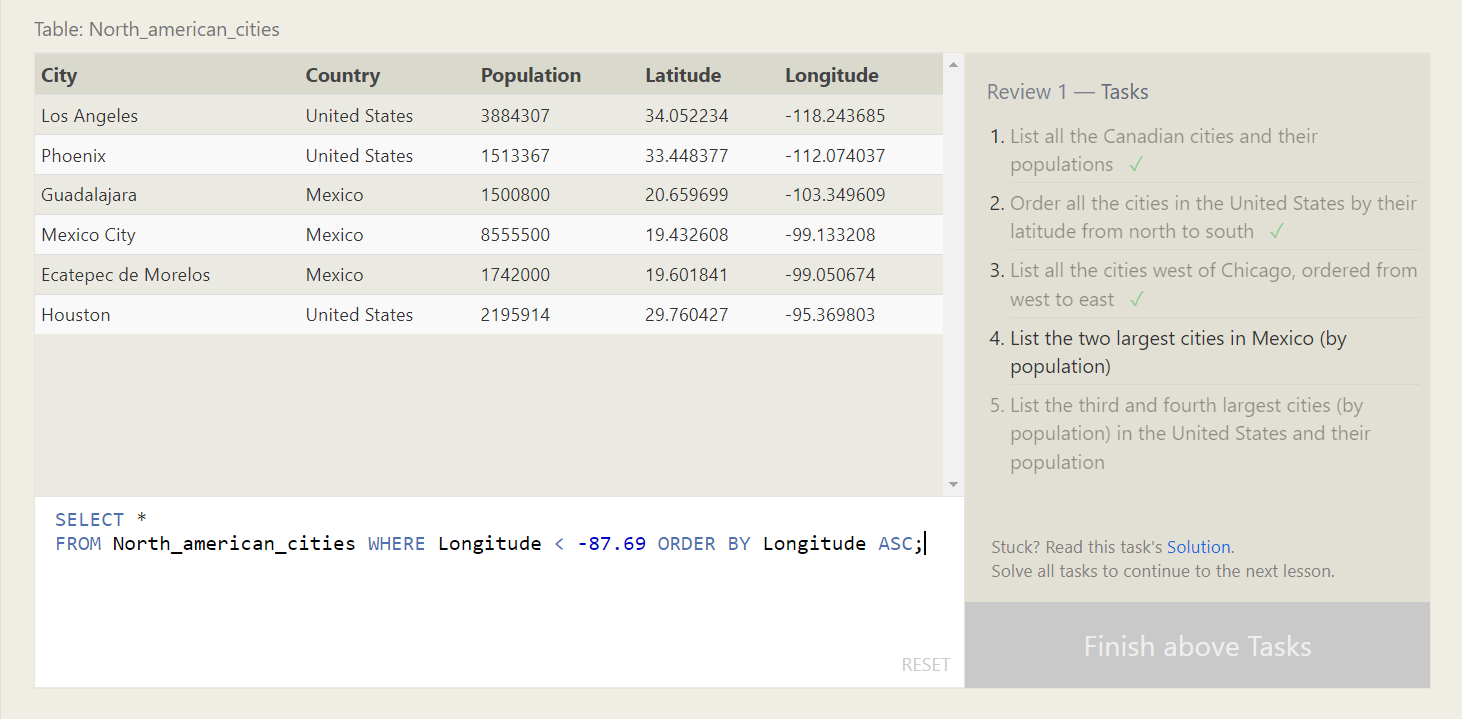 Table: North_american_cities
City Country Population Latitude Longitude
Los Angeles United States 3884307 34.052234 -118.243685
Phoenix United States 1513367 33.448377 -112.074037
Guadalajara Mexico 1500800 20.659699 -103.349609
Mexico City Mexico 8555500 19.432608 -99.133208
Ecatepec de Morelos Mexico 1742000 19.601841 -99.050674
Houston United States 2195914 29.760427 -95.369803
SELECT *
FROM North_american_cities WHERE Longitude < -87.69 ORDER BY Longitude ASC;
RESET
Review 1 — Tasks
1. List all the Canadian cities and their
populations ✓
2. Order all the cities in the United States by their
latitude from north to south ✓
3. List all the cities west of Chicago, ordered from
west to east ✓
4. List the two largest cities in Mexico (by
population)
5. List the third and fourth largest cities (by
population) in the United States and their
population
Stuck? Read this task's Solution.
Solve all tasks to continue to the next lesson.
Finish above Tasks